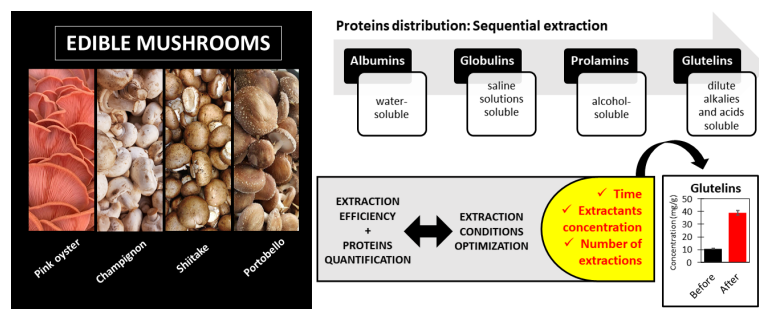 EDIBLE MUSHROOMS
Pink oyster
Champignon
Shiitake
Portobello
Proteins distribution: Sequential extraction
Albumins
water-
soluble
Globulins
saline
solutions
soluble
Prolamins
alcohol-
soluble
Glutelins
dilute
alkalies
and acids
soluble
EXTRACTION
EFFICIENCY
+
PROTEINS
QUANTIFICATION
EXTRACTION
CONDITIONS
OPTIMIZATION
✓ Time
✓ Extractants
concentration
✓ Number of
extractions
Glutelins
Concentration (mg/g)
50
40
30
20
10
0
Before
After